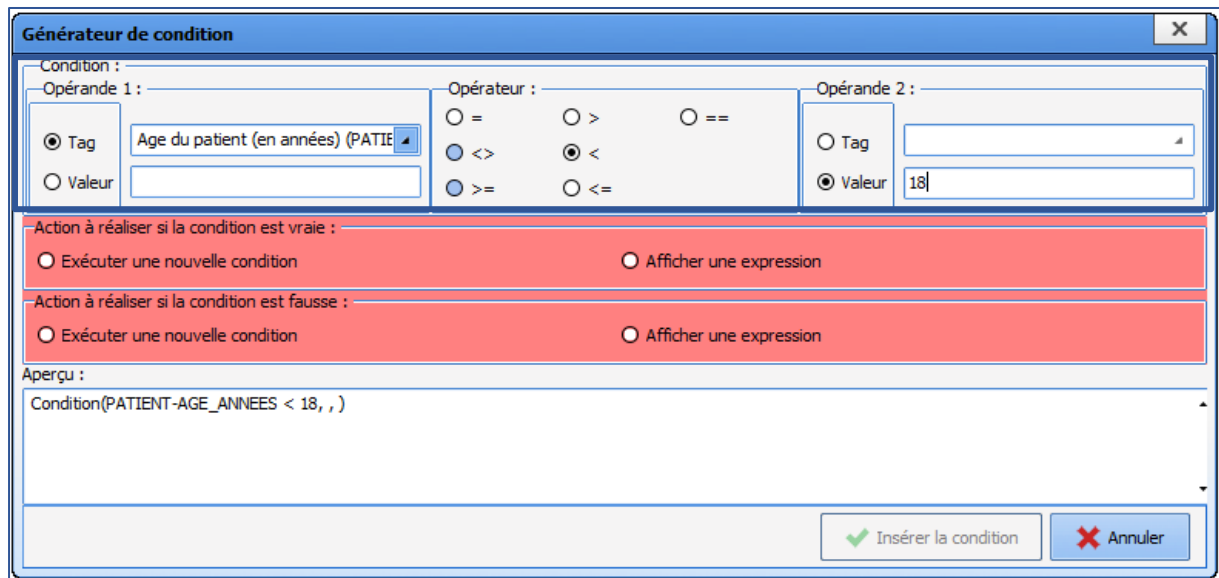 Générateur de condition
Condition :
Opérande 1 :
Opérateur :
Opérande 2 :
= > ==
Tag Age du patient (en années) (PATIE
Tag
<> <
Valeur
Valeur 18
>= <=
Action à réaliser si la condition est vraie :
Exécuter une nouvelle condition
Afficher une expression
Action à réaliser si la condition est fausse :
Exécuter une nouvelle condition
Afficher une expression
Aperçu :
Condition(PATIENT-AGE_ANNEES < 18, , )
Insérer la condition
Annuler